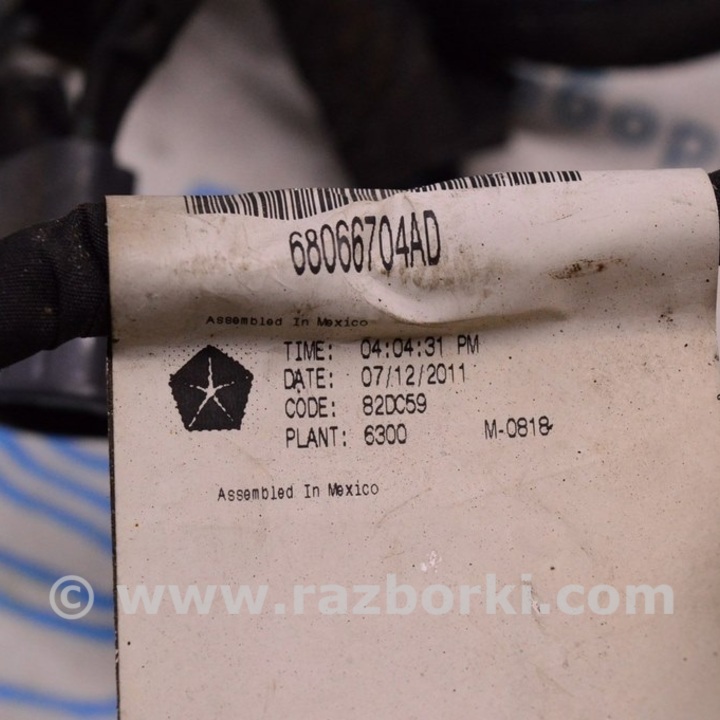 68066704AD
Assembled In Mexico
TIME: 04:04:31 PM
DATE: 07/12/2011
CODE: 82DC59
PLANT: 6300 M-0818
Assembled In Mexico
© www.razborki.com